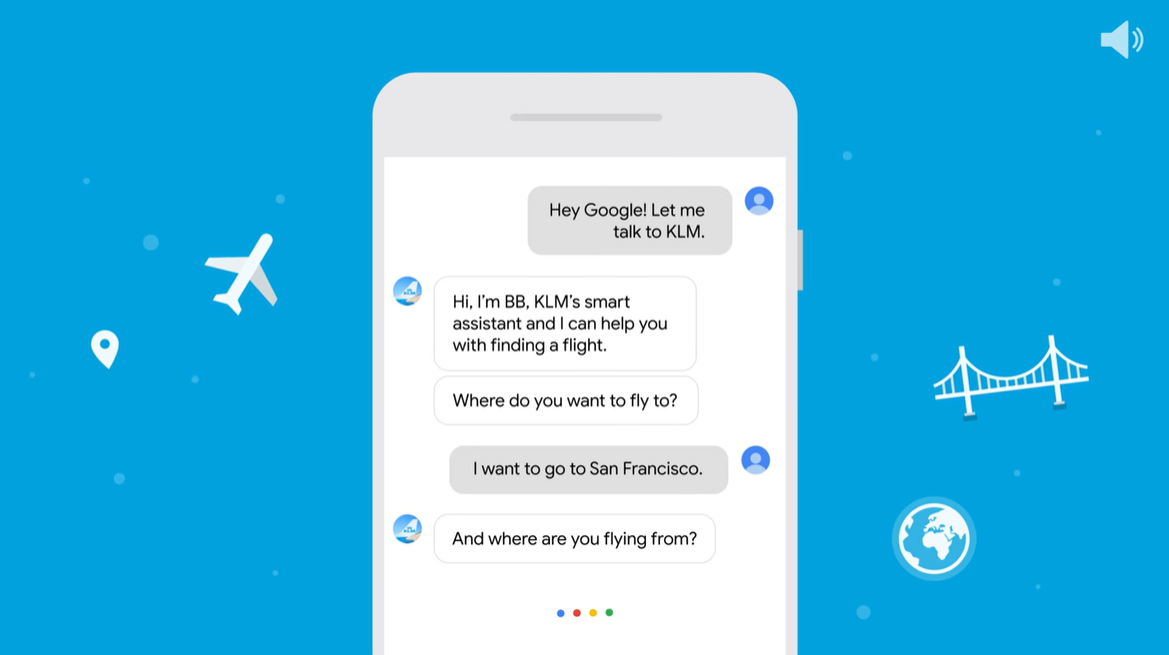 Hey Google! Let me
talk to KLM.
Hi, I'm BB, KLM's smart
assistant and I can help you
with finding a flight.
Where do you want to fly to?
I want to go to San Francisco.
And where are you flying from?